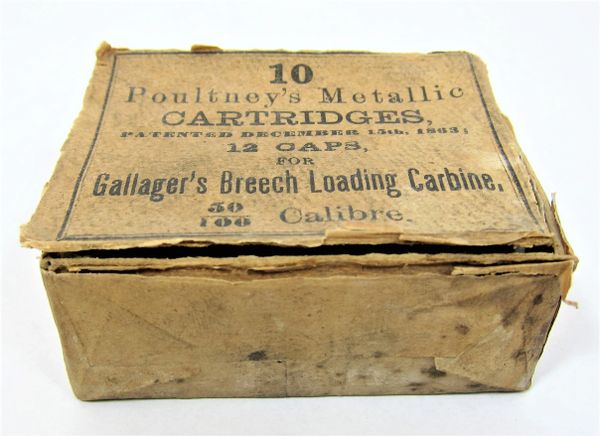 10
Poultney's Metallic
CARTRIDGES,
PATENTED DECEMBER 15th, 1863;
12 CAPS,
FOR
Gallager's Breech Loading Carbine,
50/100 Calibre.